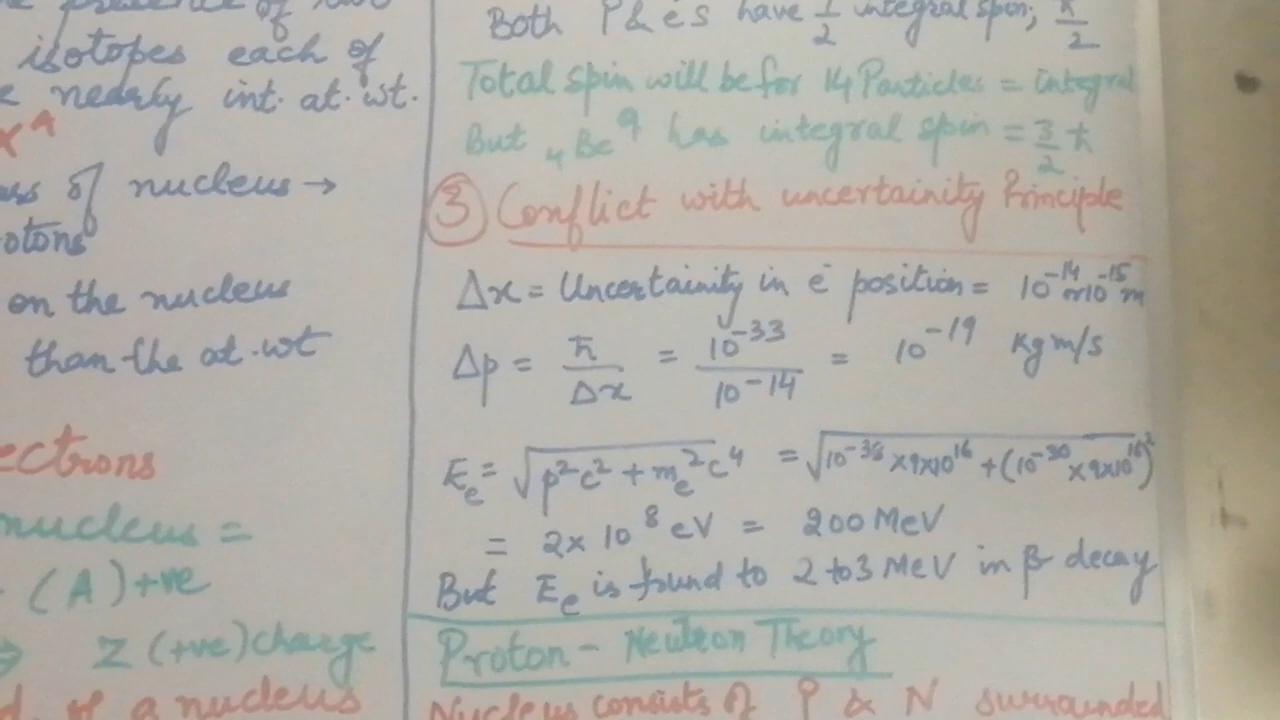 isotopes each of
nearly int. at. wt.
X^A
of nucleus →
on the nucleus
than the at. wt
nucleus =
(A) +ve
Z (+ve) charge
of a nucleus
Both P & es have 1/2 integral spin; ħ/2
Total spin will be for 14 Particles = integral
But ₄Be⁹ has integral spin = 3/2 ħ
③ Conflict with uncertainity Principle
Δx = Uncertainity in e⁻ position = 10⁻¹⁴ or 10⁻¹⁵ m
Δp = ħ/Δx = 10⁻³³/10⁻¹⁴ = 10⁻¹⁹ Kg m/s
Eₑ = √(p²c² + mₑ²c⁴) = √(10⁻³⁸ × 9×10¹⁶ + (10⁻³⁰ × 9×10¹⁶)²)
= 2 × 10⁸ eV = 200 MeV
But Eₑ is found to 2 to 3 MeV in β decay
Proton - Neutron Theory
Nucleus consists of P & N surrounded